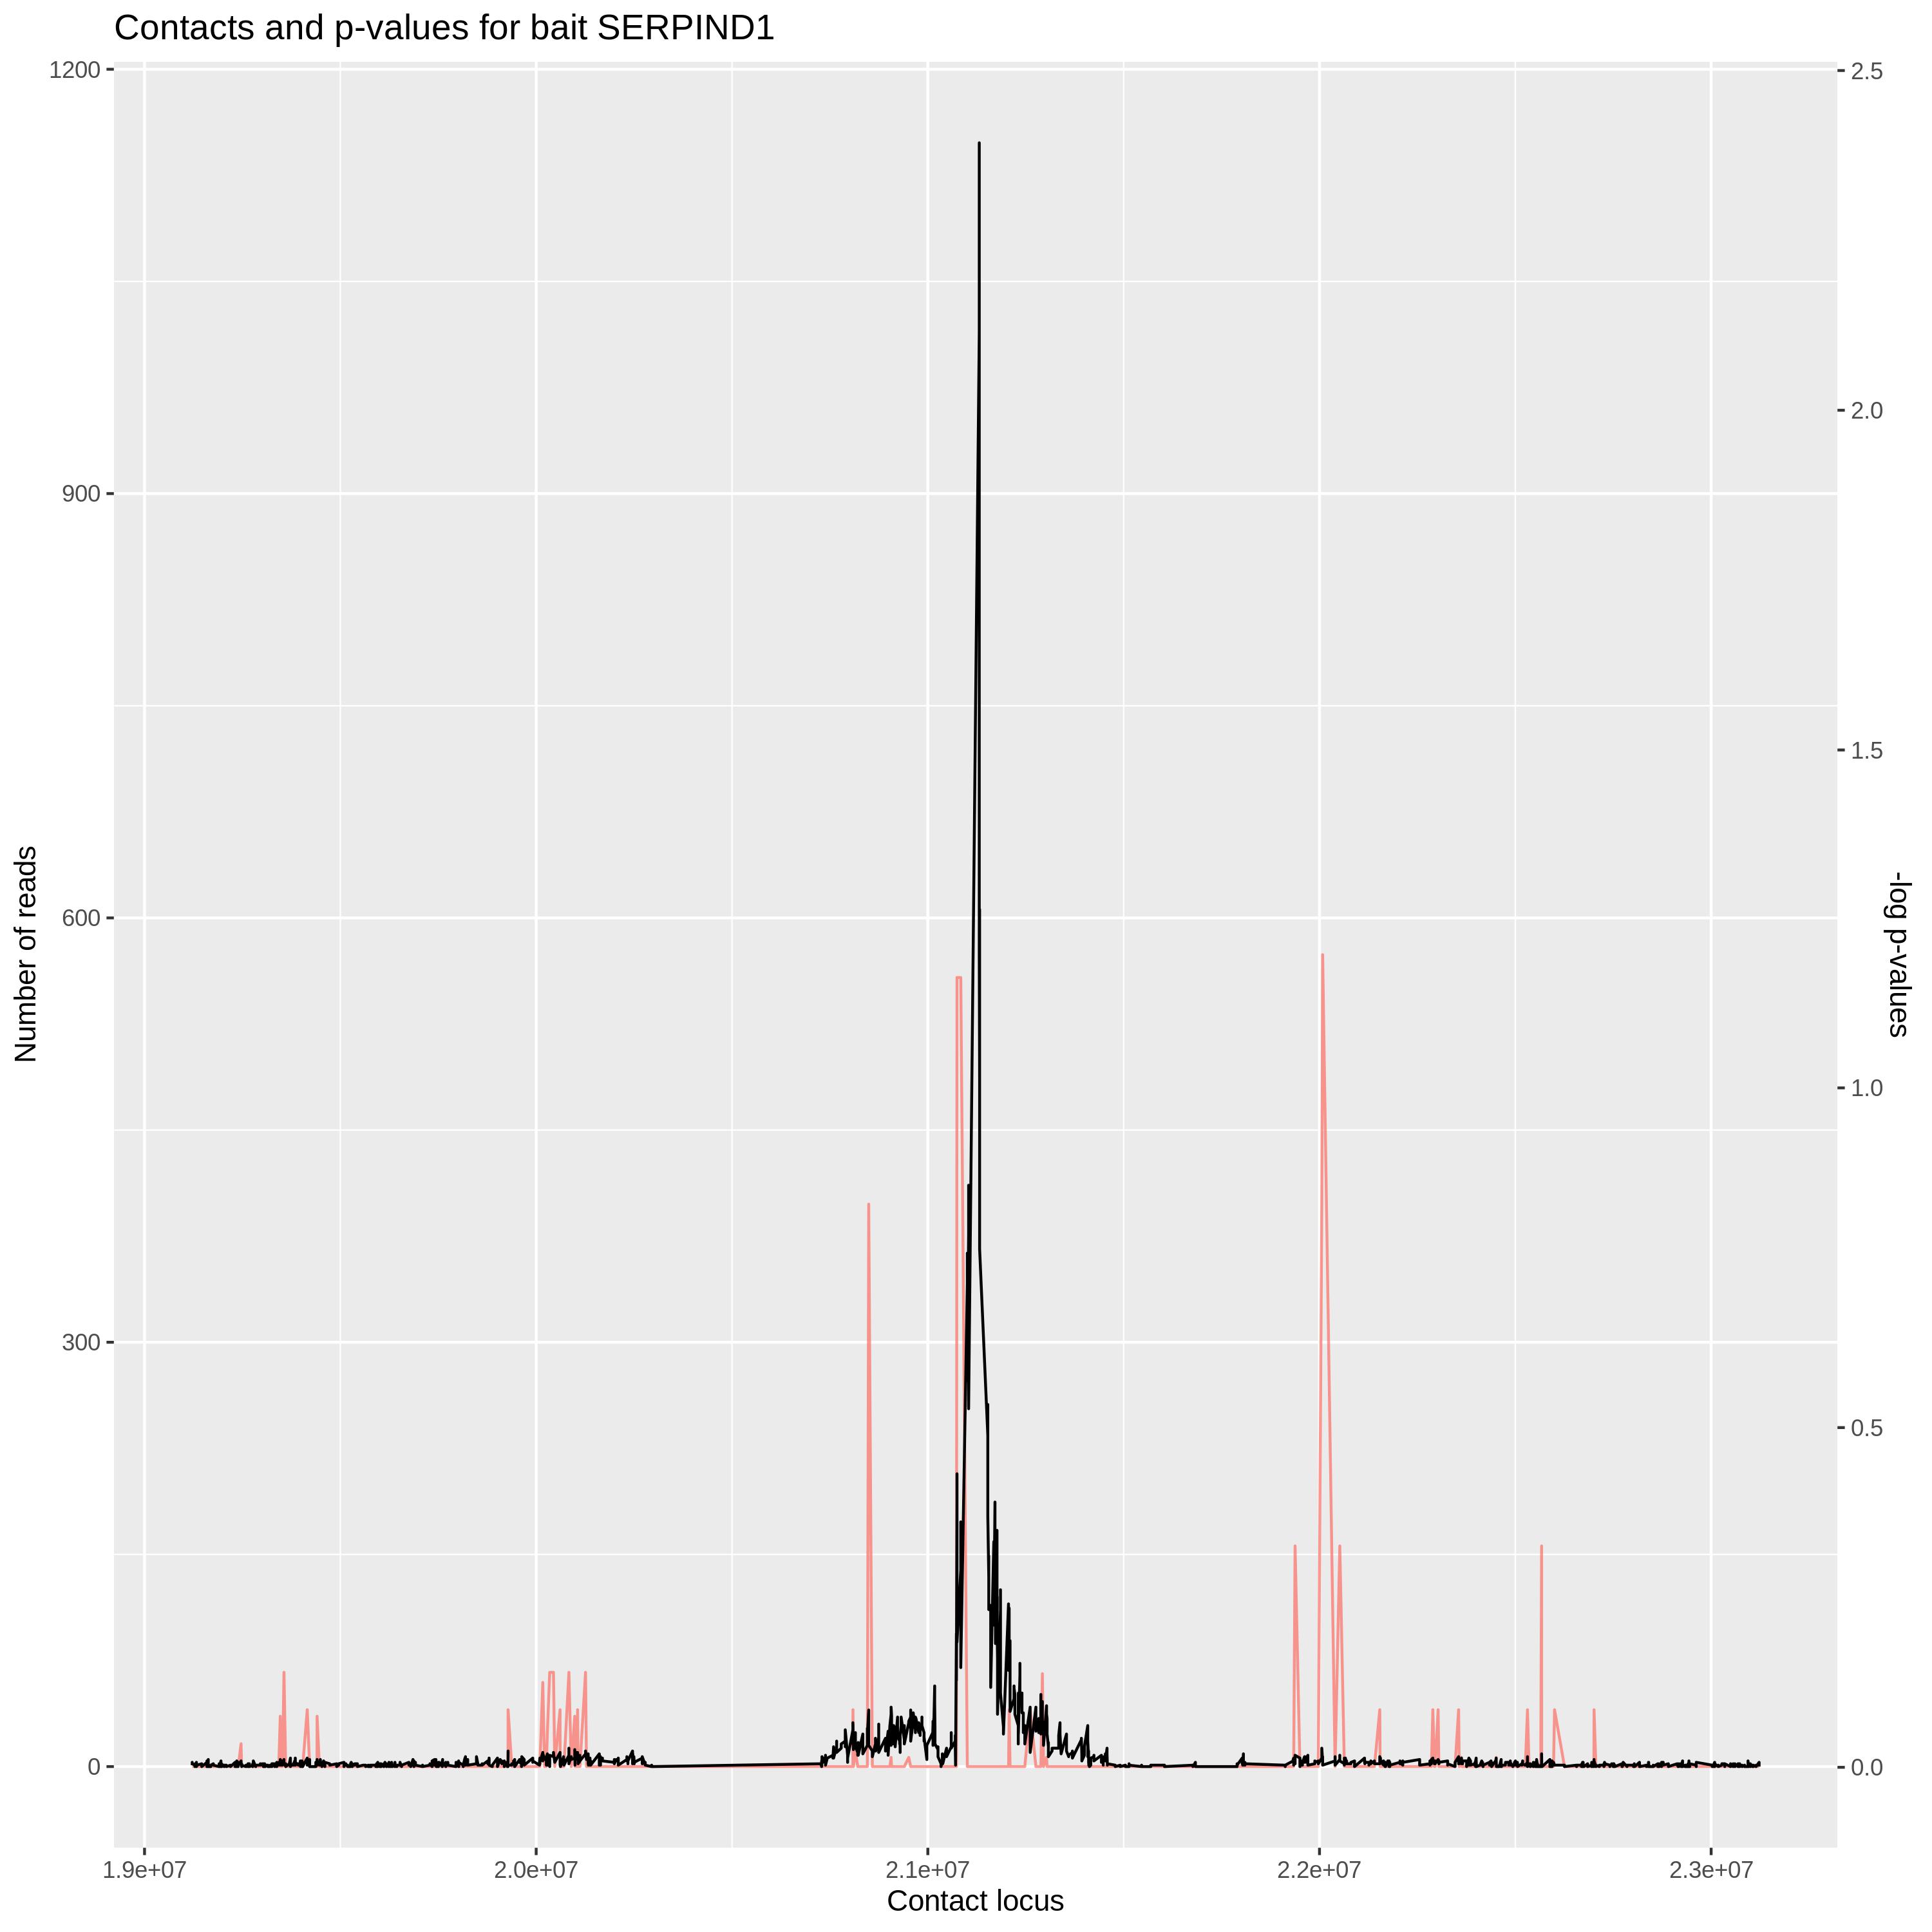 Contacts and p-values for bait SERPIND1
1200
900
600
300
0
Number of reads
2.5
2.0
1.5
1.0
0.5
0.0
-log p-values
1.9e+07
2.0e+07
2.1e+07
2.2e+07
2.3e+07
Contact locus